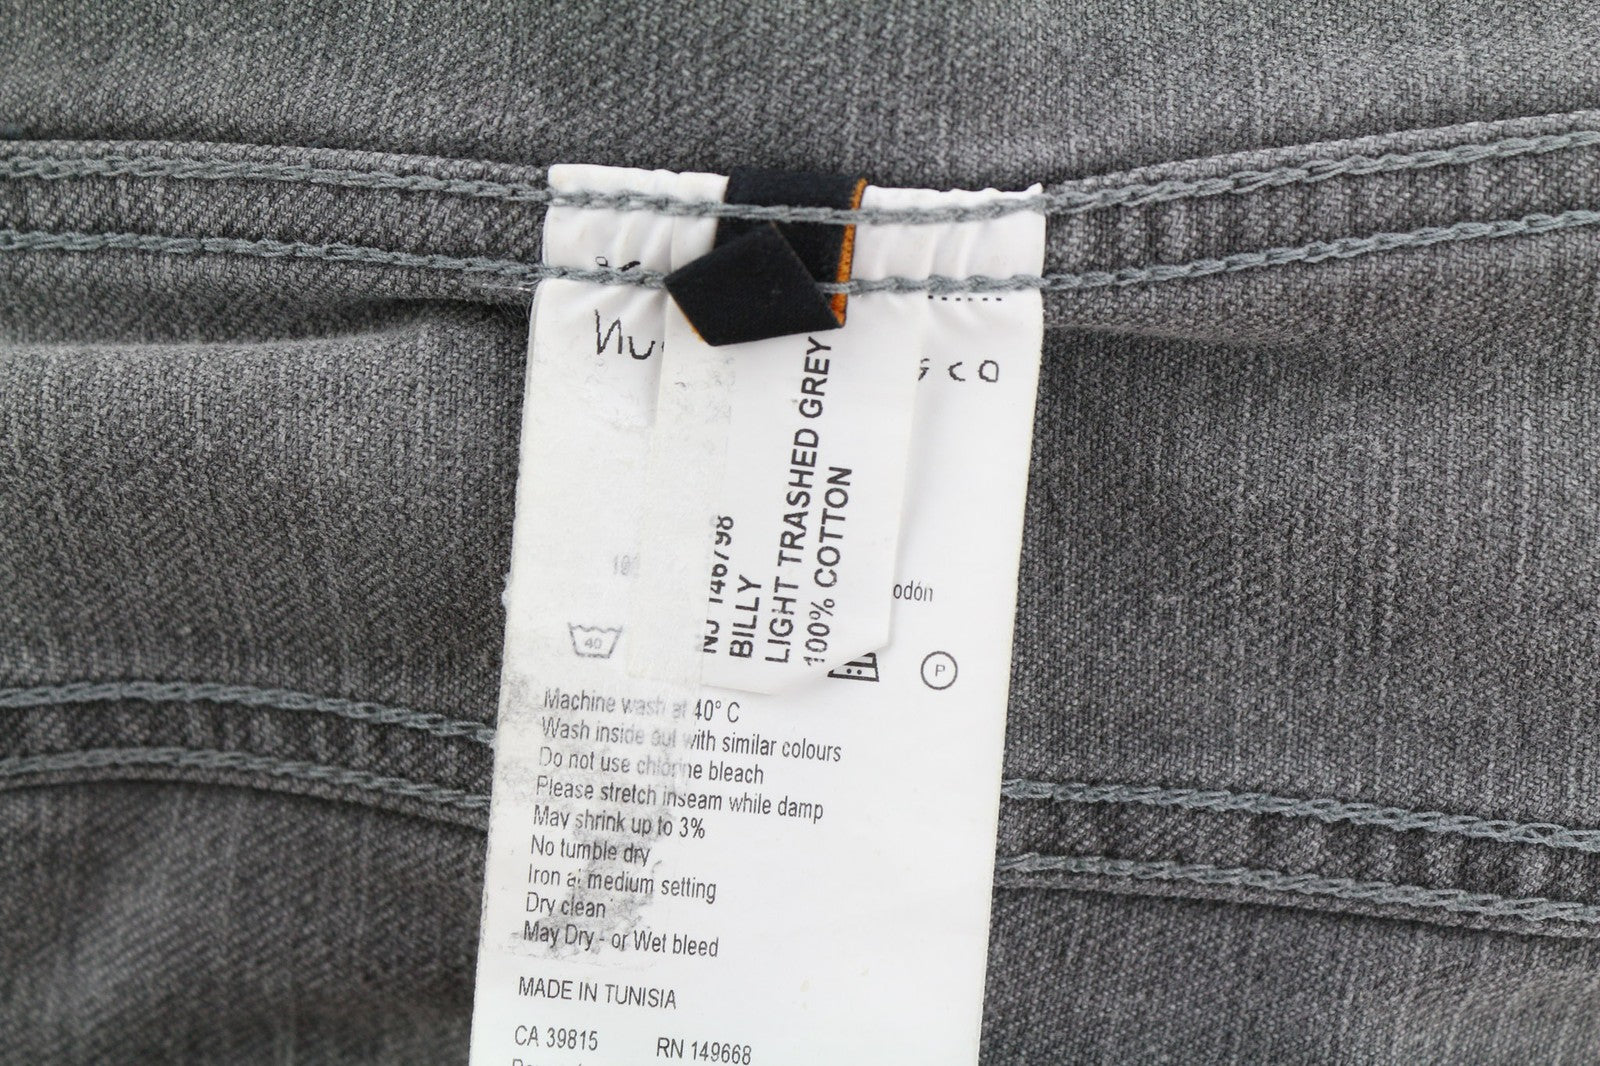 NJ 146798
BILLY
LIGHT TRASHED GREY
100% COTTON
odón
40
P
Machine wash at 40° C
Wash inside out with similar colours
Do not use chlorine bleach
Please stretch inseam while damp
May shrink up to 3%
No tumble dry
Iron at medium setting
Dry clean
May Dry - or Wet bleed
MADE IN TUNISIA
CA 39815 RN 149668